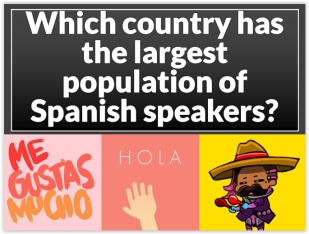 Which country has
the largest
population of
Spanish speakers?
ME
GUSTAS
MUCHO
HOLA